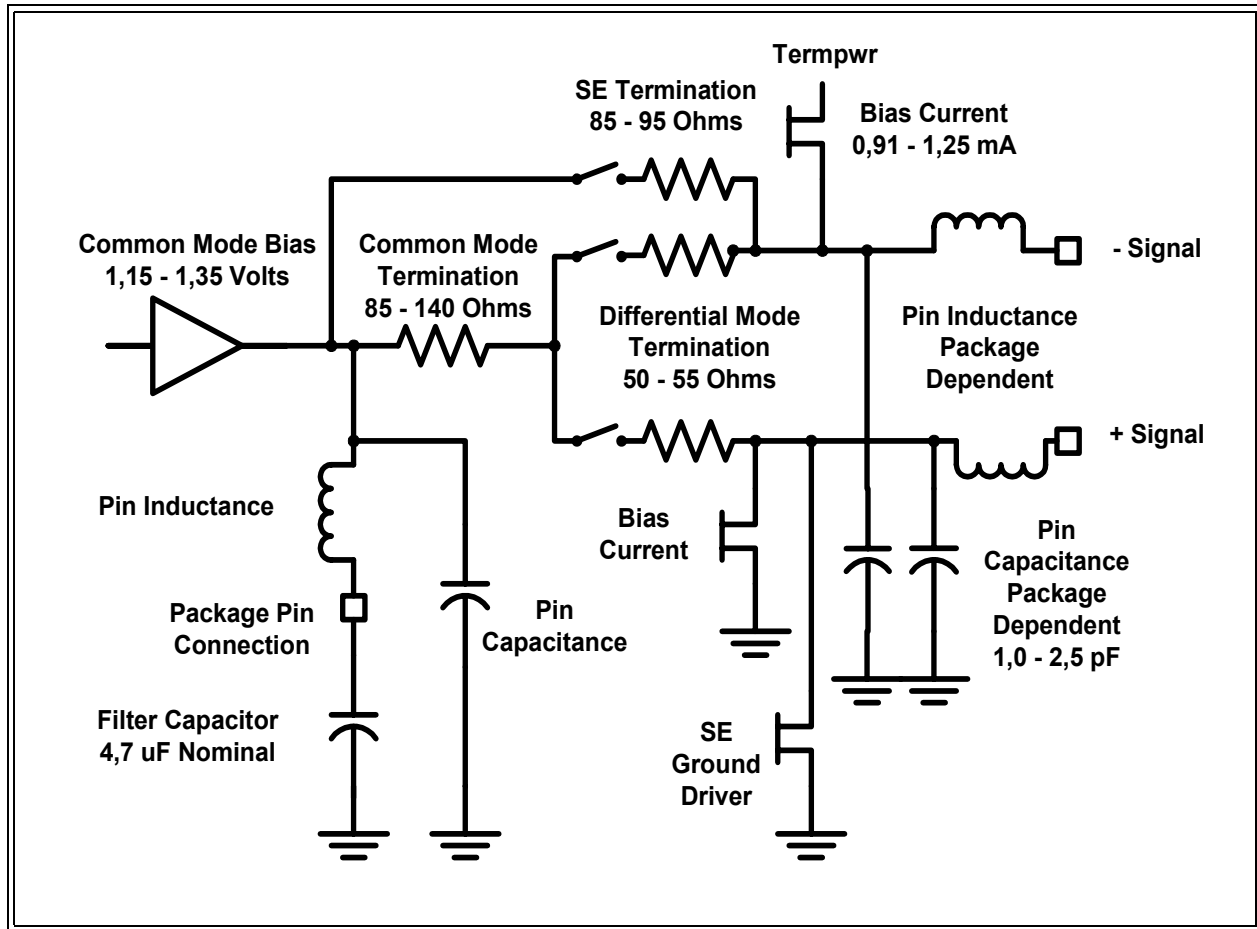 Termpwr
SE Termination
85 - 95 Ohms
Bias Current
0,91 - 1,25 mA
Common Mode Bias
1,15 - 1,35 Volts
Common Mode
Termination
85 - 140 Ohms
- Signal
Differential Mode
Termination
50 - 55 Ohms
Pin Inductance
Package
Dependent
+ Signal
Pin Inductance
Bias
Current
Pin
Capacitance
Package
Dependent
1,0 - 2,5 pF
Package Pin
Connection
Pin
Capacitance
Filter Capacitor
4,7 uF Nominal
SE
Ground
Driver